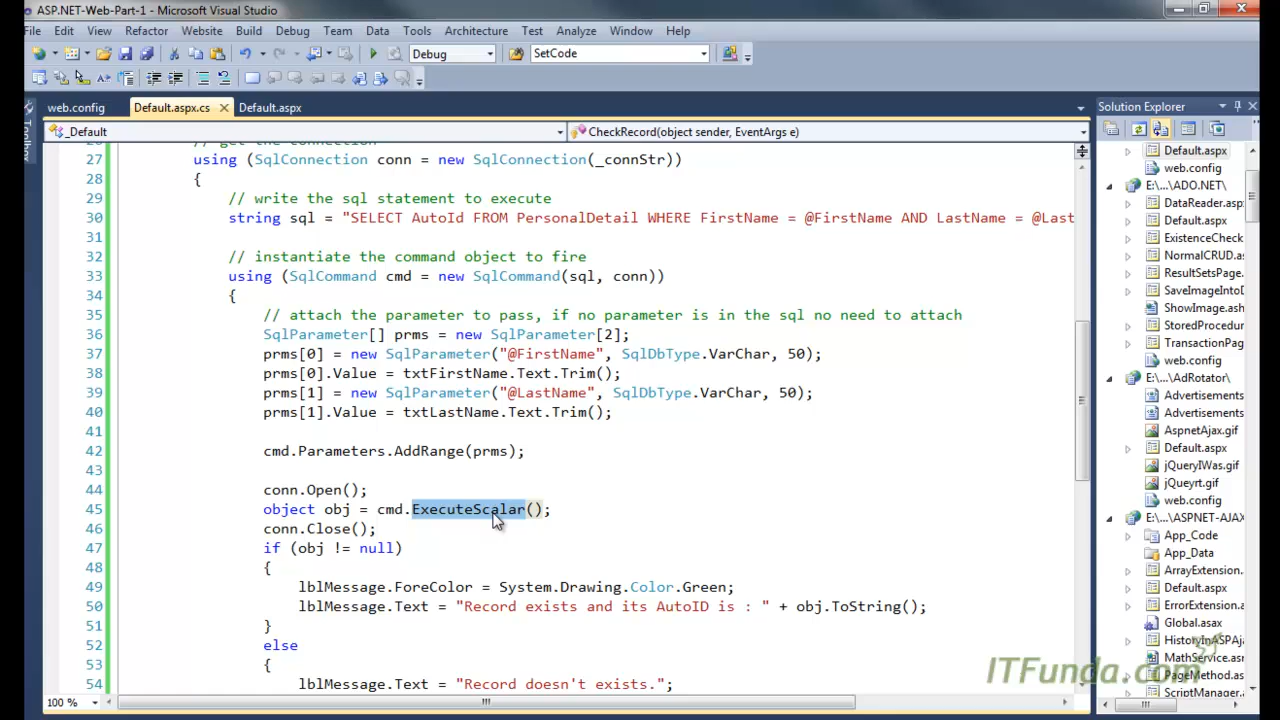 ASP.NET-Web-Part-1 - Microsoft Visual Studio
File Edit View Refactor Website Build Debug Team Data Tools Architecture Test Analyze Window Help
Debug SetCode
web.config Default.aspx.cs Default.aspx
Solution Explorer
_Default CheckRecord(object sender, EventArgs e)
27 using (SqlConnection conn = new SqlConnection(_connStr))
28 {
29 // write the sql statement to execute
30 string sql = "SELECT AutoId FROM PersonalDetail WHERE FirstName = @FirstName AND LastName = @Last
31
32 // instantiate the command object to fire
33 using (SqlCommand cmd = new SqlCommand(sql, conn))
34 {
35 // attach the parameter to pass, if no parameter is in the sql no need to attach
36 SqlParameter[] prms = new SqlParameter[2];
37 prms[0] = new SqlParameter("@FirstName", SqlDbType.VarChar, 50);
38 prms[0].Value = txtFirstName.Text.Trim();
39 prms[1] = new SqlParameter("@LastName", SqlDbType.VarChar, 50);
40 prms[1].Value = txtLastName.Text.Trim();
41
42 cmd.Parameters.AddRange(prms);
43
44 conn.Open();
45 object obj = cmd.ExecuteScalar();
46 conn.Close();
47 if (obj != null)
48 {
49 lblMessage.ForeColor = System.Drawing.Color.Green;
50 lblMessage.Text = "Record exists and its AutoID is : " + obj.ToString();
51 }
52 else
53 {
54 lblMessage.Text = "Record doesn't exists.";
100 %
Default.aspx
web.config
E:\...\ADO.NET\
DataReader.asp
Default.aspx
ExistenceCheck
NormalCRUD.
ResultSetsPage.
SaveImageIntoD
ShowImage.ash
StoredProcedur
TransactionPag
web.config
E:\...\AdRotator\
Advertisements
Advertisements
AspnetAjax.gif
Default.aspx
jQueryIWas.gif
jQueyrt.gif
web.config
E:\...\ASPNET-AJAX
App_Code
App_Data
ArrayExtension.
Default.aspx
ErrorExtension.a
Global.asax
HistoryInASPAj
MathService.asm
PageMethod.as
ScriptManager.
ITFunda.com